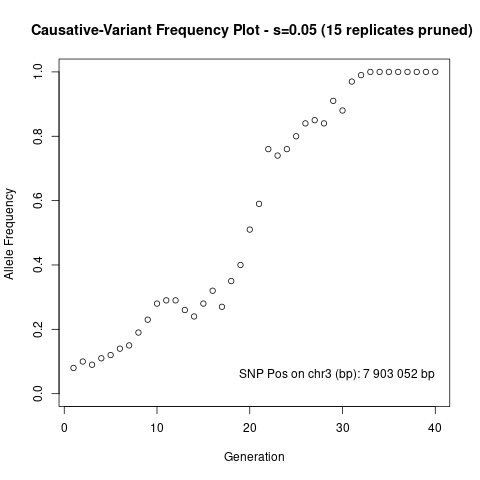 Causative-Variant Frequency Plot - s=0.05 (15 replicates pruned)
1.0
0.8
0.6
0.4
0.2
0.0
Allele Frequency
SNP Pos on chr3 (bp): 7 903 052 bp
0 10 20 30 40
Generation